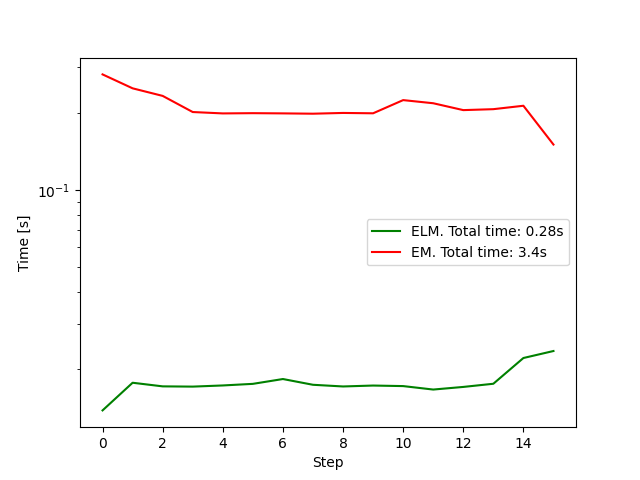 10⁻¹
Time [s]
ELM. Total time: 0.28s
EM. Total time: 3.4s
0 2 4 6 8 10 12 14
Step